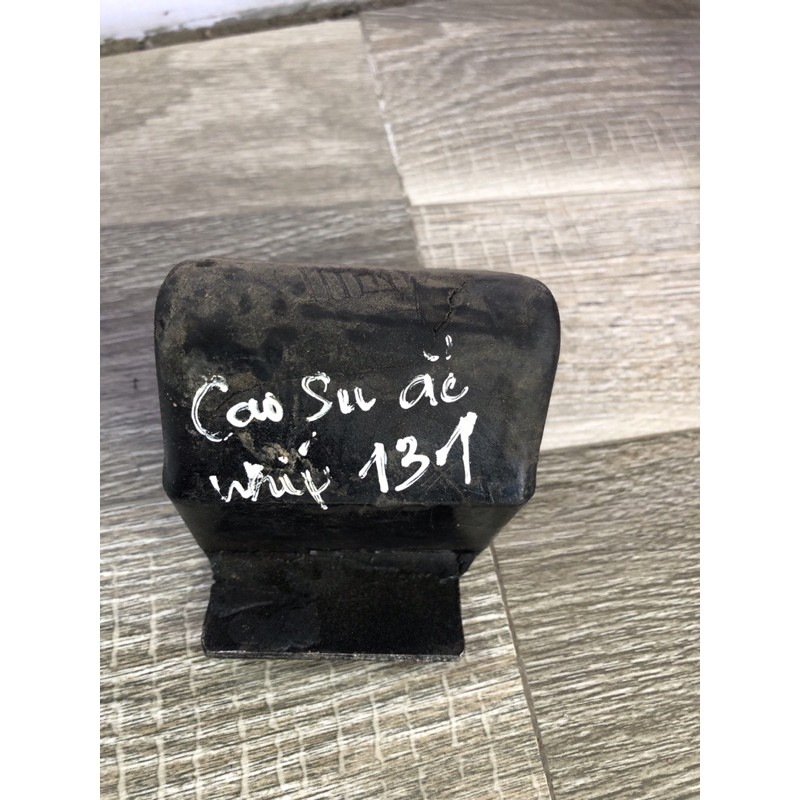 Cao su ắc
nhíp 131